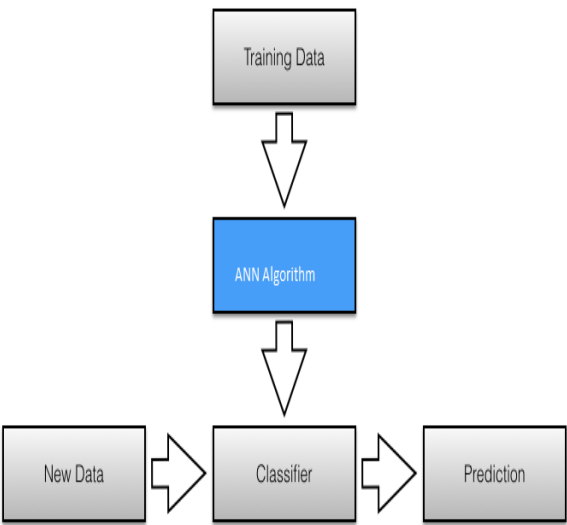 Training Data
ANN Algorithm
New Data
Classifier
Prediction